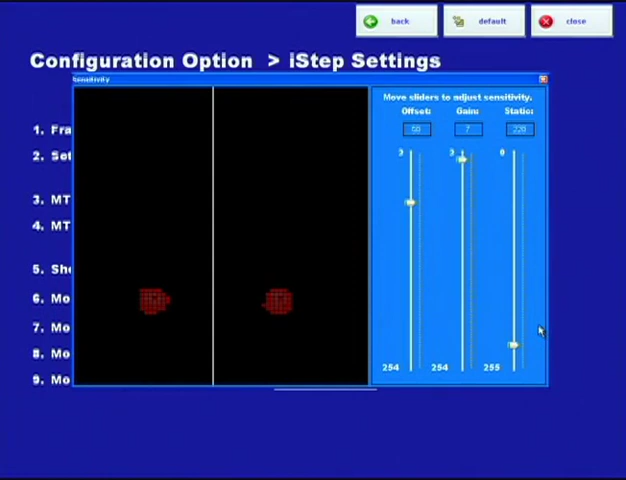 back default close
Configuration Option > iStep Settings
Sensitivity
Move sliders to adjust sensitivity.
Offset: Gain: Static:
7 220
1. Fra
2. Set
3. MT
4. MT
5. Sho
6. Mo
7. Mo
8. Mo
9. Mo
0
254 254 255